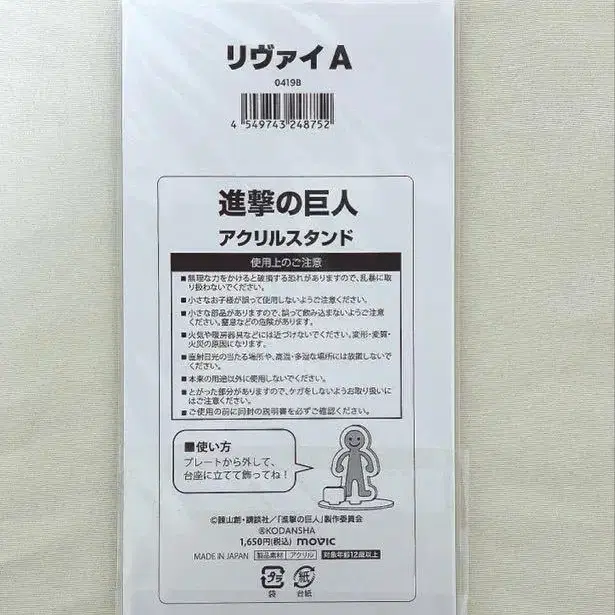 リヴァイ A
0419B
4 549743 248752
進撃の巨人
アクリルスタンド
使用上のご注意
■無理な力をかけると破損する恐れがありますので、乱暴に取
り扱わないでください。
■小さなお子様が誤って使用しないようご注意ください。
■小さな部品がありますので、誤って飲み込まないようご注意
ください。窒息などの危険があります。
■火気や暖房器具などには近づけないでください。変形・変質・
火災の原因になります。
■直射日光の当たる場所や、高温・多湿な場所には放置しないで
ください。
■本来の用途以外に使用しないでください。
■とがった部分がありますので、ケガをしないようお取り扱いに
はご注意ください。
■ご使用の前に同封の説明書を必ずご確認ください。
■使い方
プレートから外して、
台座に立てて飾ってね!
©諫山創・講談社/「進撃の巨人」製作委員会
®KODANSHA
1,650円(税込) movic
MADE IN JAPAN 製品素材 アクリル 対象年齢12歳以上
プラ 紙
袋 台紙